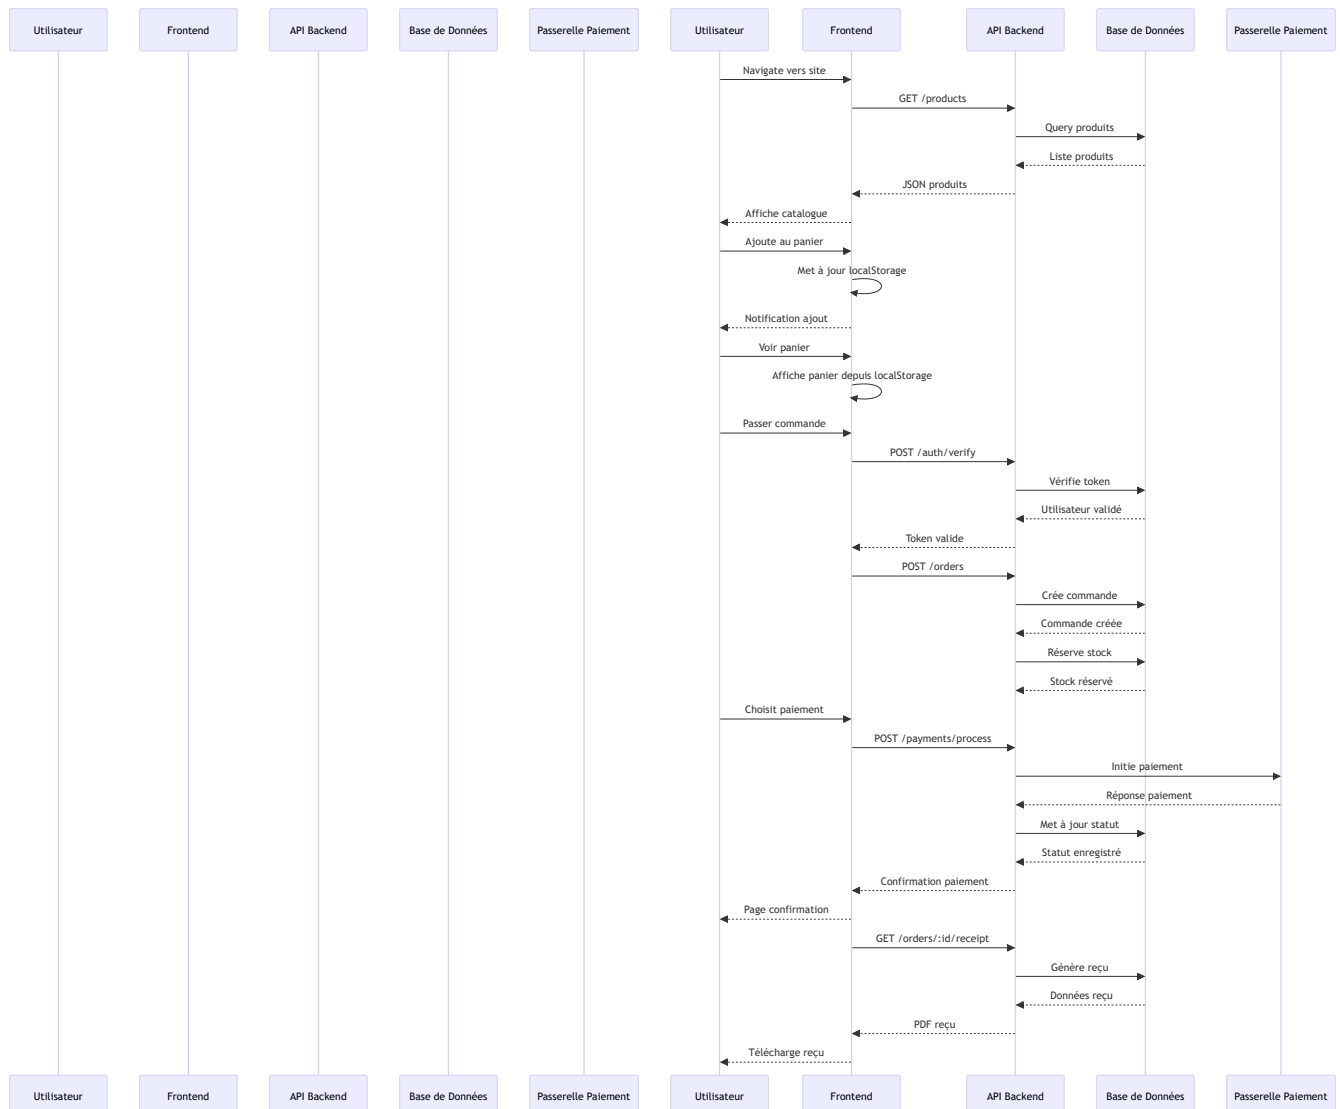 Utilisateur
Frontend
API Backend
Base de Données
Passerelle Paiement
Utilisateur
Frontend
API Backend
Base de Données
Passerelle Paiement
Navigate vers site
GET /products
Query produits
Liste produits
JSON produits
Affiche catalogue
Ajoute au panier
Met à jour localStorage
Notification ajout
Voir panier
Affiche panier depuis localStorage
Passer commande
POST /auth/verify
Vérifie token
Utilisateur validé
Token valide
POST /orders
Crée commande
Commande créée
Réserve stock
Stock réservé
Choisit paiement
POST /payments/process
Initie paiement
Réponse paiement
Met à jour statut
Statut enregistré
Confirmation paiement
Page confirmation
GET /orders/:id/receipt
Génère reçu
Données reçu
PDF reçu
Télécharge reçu
Utilisateur
Frontend
API Backend
Base de Données
Passerelle Paiement
Utilisateur
Frontend
API Backend
Base de Données
Passerelle Paiement